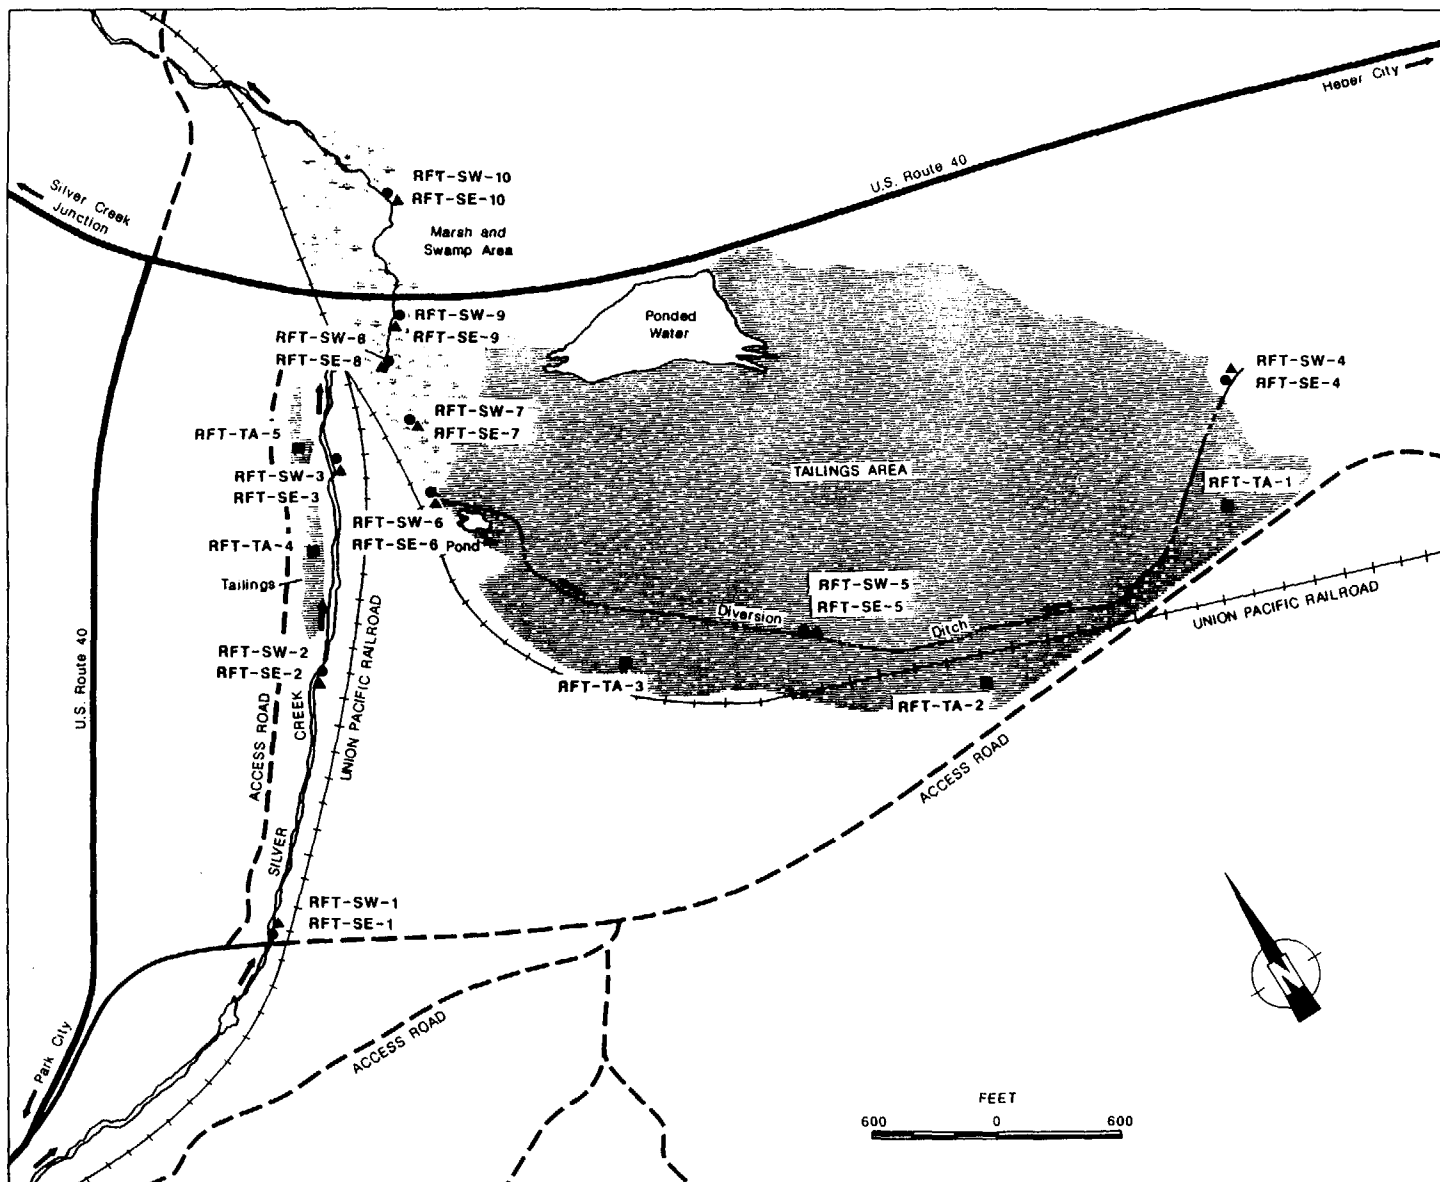 Heber City
U.S. Route 40
Silver Creek
Junction
RFT-SW-10
RFT-SE-10
Marsh and
Swamp Area
RFT-SW-9
RFT-SE-9
RFT-SW-8
RFT-SE-8
Ponded
Water
RFT-SW-4
RFT-SE-4
RFT-SW-7
RFT-SE-7
RFT-TA-5
RFT-SW-3
RFT-SE-3
TAILINGS AREA
RFT-TA-1
RFT-SW-6
RFT-SE-6
Pond
RFT-TA-4
Tailings
RFT-SW-5
RFT-SE-5
Diversion
Ditch
UNION PACIFIC RAILROAD
RFT-SW-2
RFT-SE-2
RFT-TA-3
RFT-TA-2
U.S. Route 40
ACCESS ROAD
CREEK
UNION PACIFIC RAILROAD
ACCESS ROAD
SILVER
RFT-SW-1
RFT-SE-1
Park City
ACCESS ROAD
FEET
600 0 600